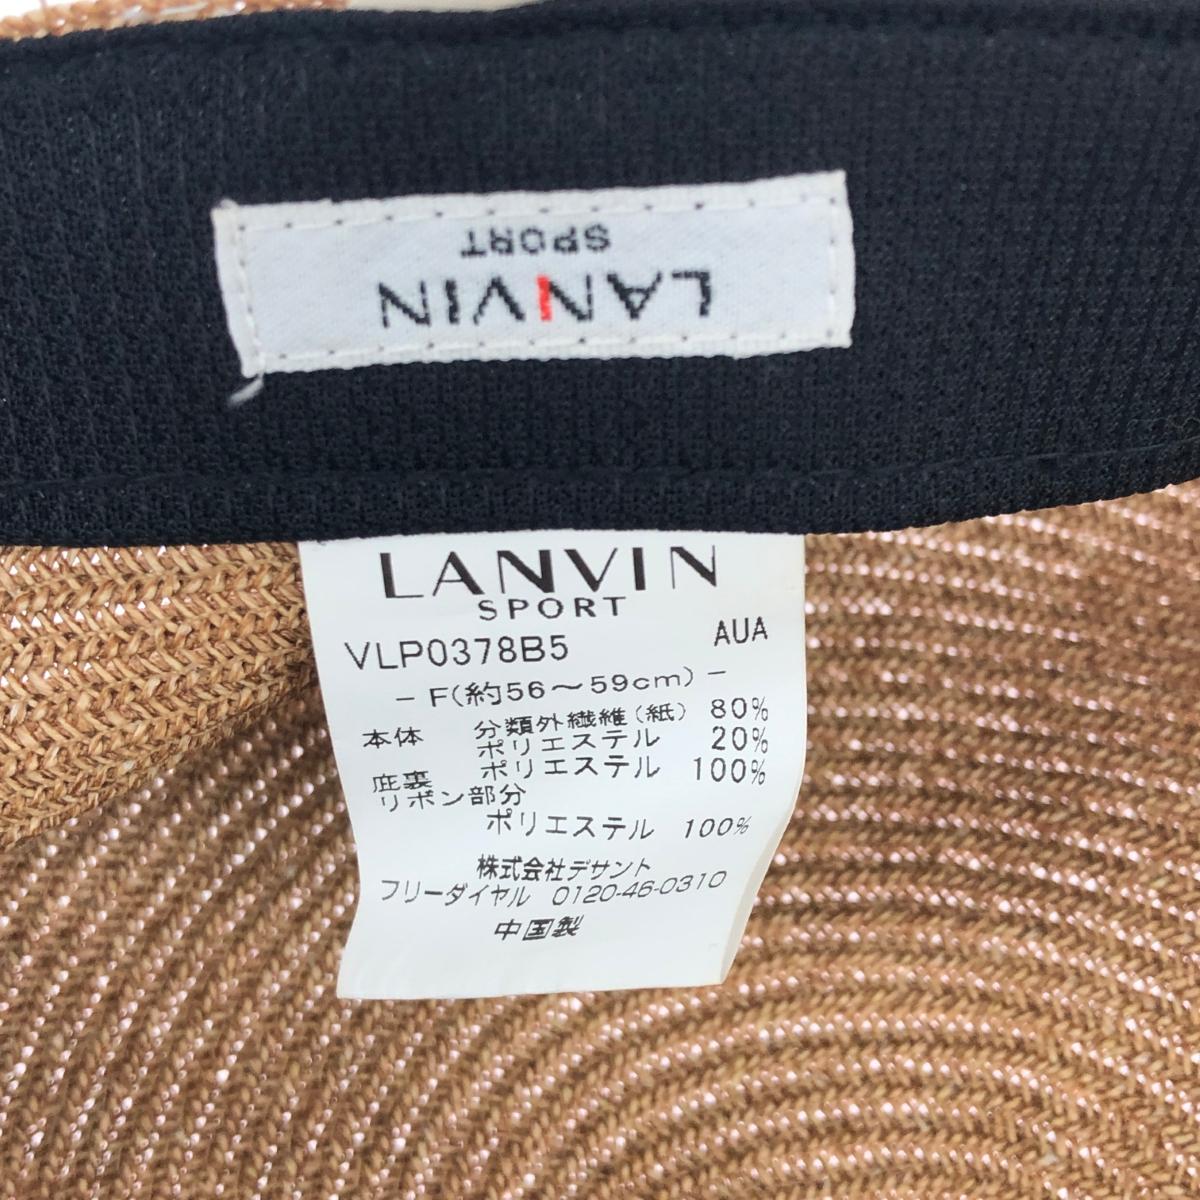 LANVIN
SPORT
LANVIN
SPORT
VLP0378B5 AUA
- F(約56～59cm) -
本体 分類外繊維(紙) 80%
ポリエステル 20%
庇裏 ポリエステル 100%
リボン部分
ポリエステル 100%
株式会社デサント
フリーダイヤル 0120-46-0310
中国製